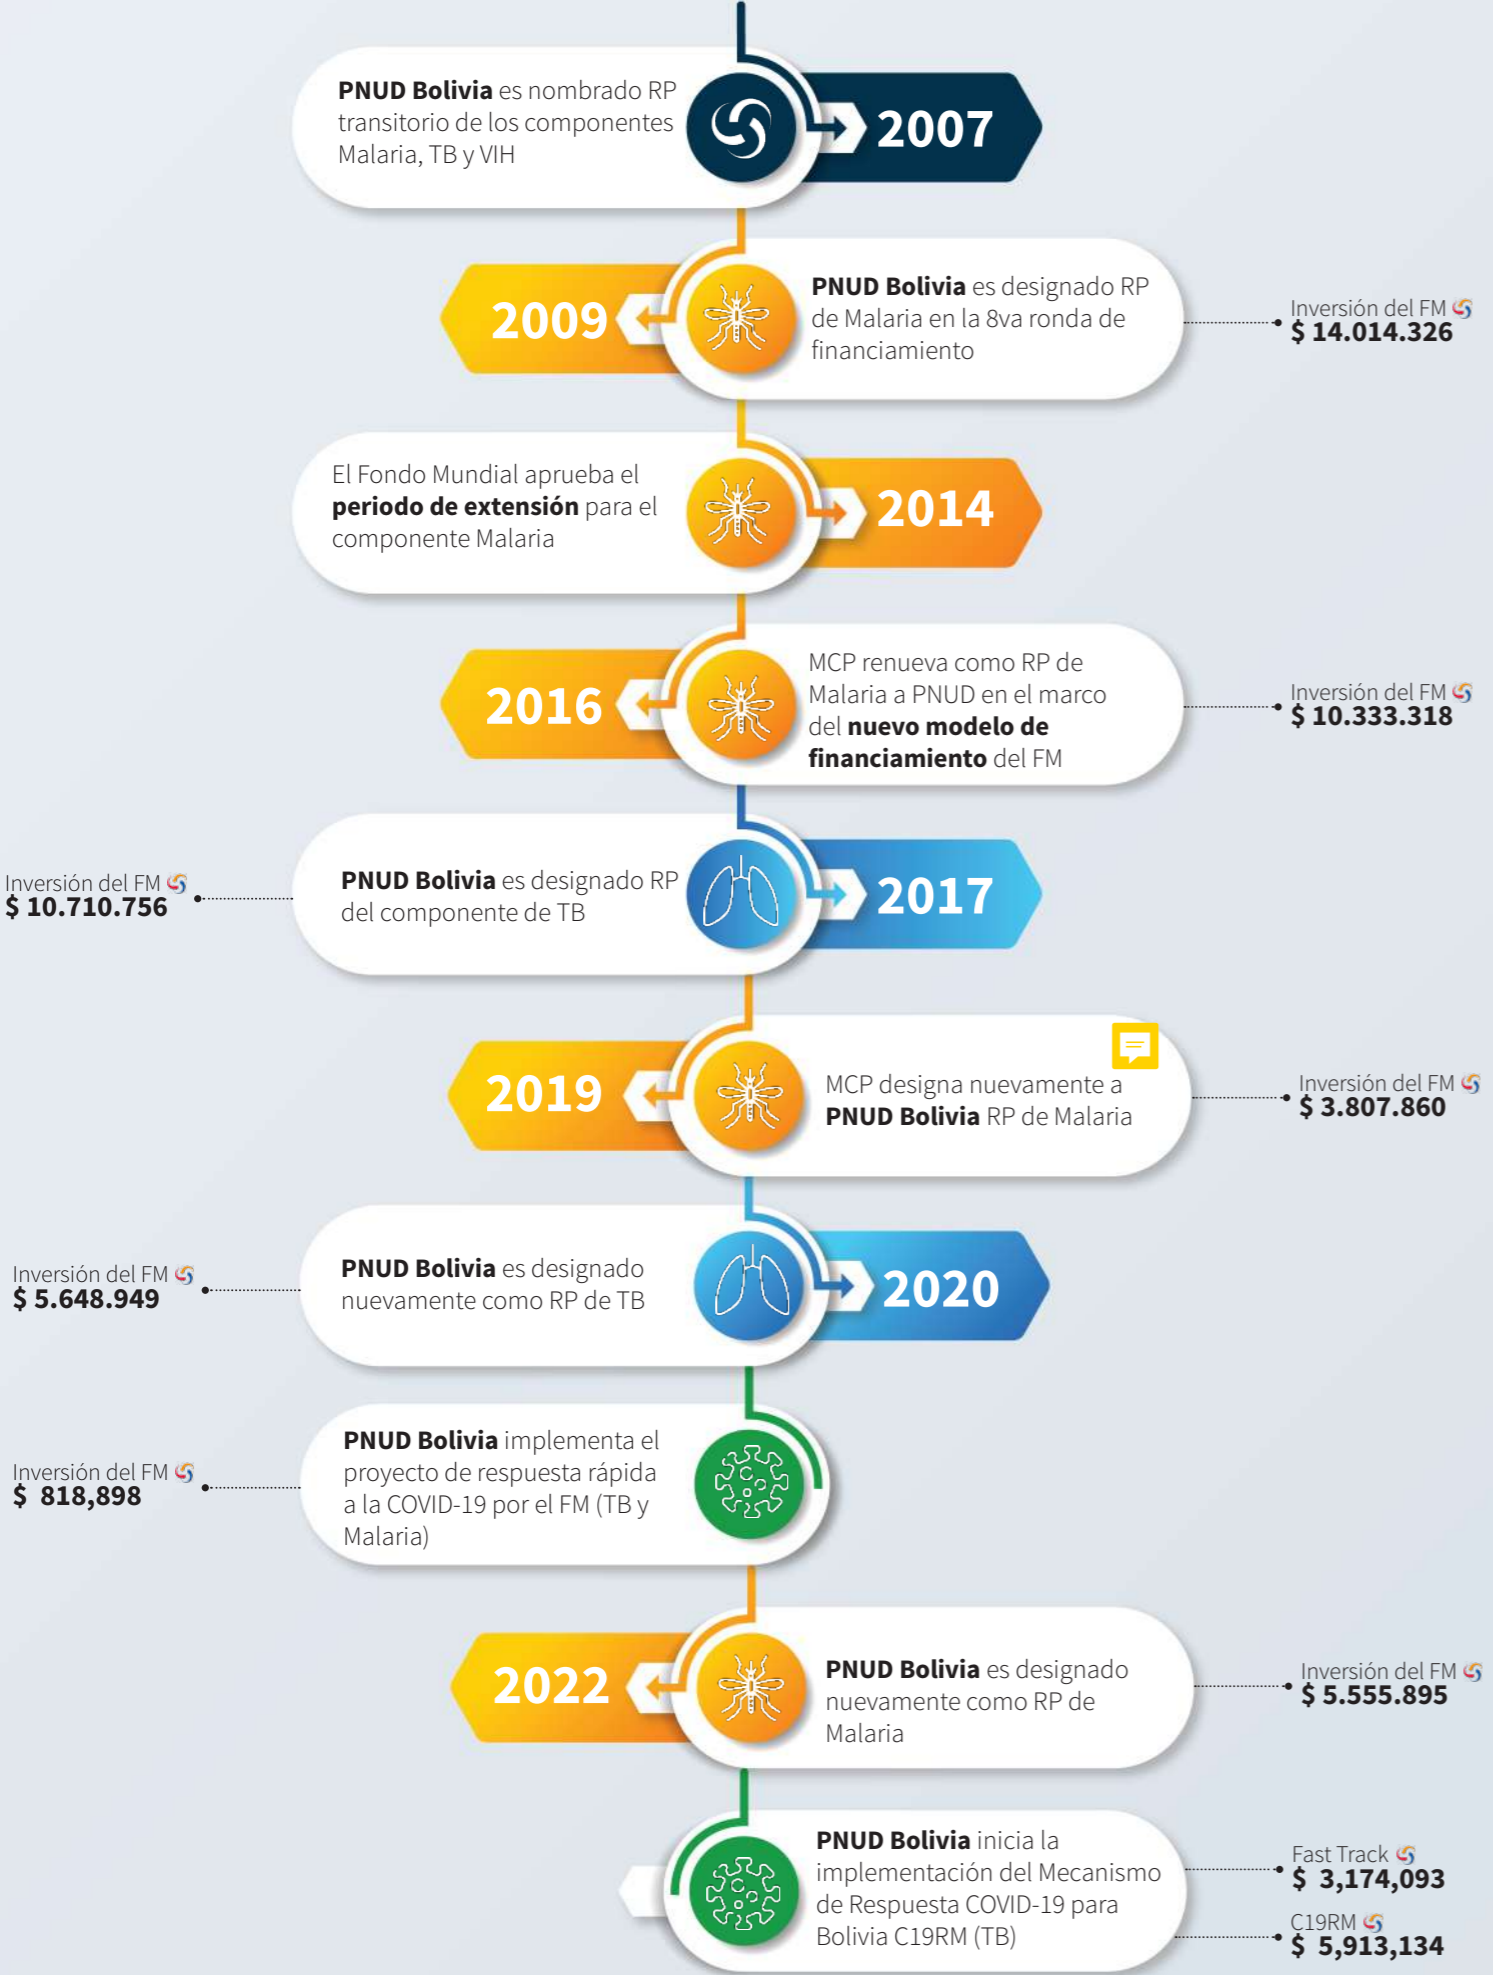 PNUD Bolivia es nombrado RP
transitorio de los componentes
Malaria, TB y VIH
2007
2009
PNUD Bolivia es designado RP
de Malaria en la 8va ronda de
financiamiento
Inversión del FM
$ 14.014.326
El Fondo Mundial aprueba el
periodo de extensión para el
componente Malaria
2014
2016
MCP renueva como RP de
Malaria a PNUD en el marco
del nuevo modelo de
financiamiento del FM
Inversión del FM
$ 10.333.318
Inversión del FM
$ 10.710.756
PNUD Bolivia es designado RP
del componente de TB
2017
2019
MCP designa nuevamente a
PNUD Bolivia RP de Malaria
Inversión del FM
$ 3.807.860
Inversión del FM
$ 5.648.949
PNUD Bolivia es designado
nuevamente como RP de TB
2020
Inversión del FM
$ 818,898
PNUD Bolivia implementa el
proyecto de respuesta rápida
a la COVID-19 por el FM (TB y
Malaria)
2022
PNUD Bolivia es designado
nuevamente como RP de
Malaria
Inversión del FM
$ 5.555.895
PNUD Bolivia inicia la
implementación del Mecanismo
de Respuesta COVID-19 para
Bolivia C19RM (TB)
Fast Track
$ 3,174,093
C19RM
$ 5,913,134